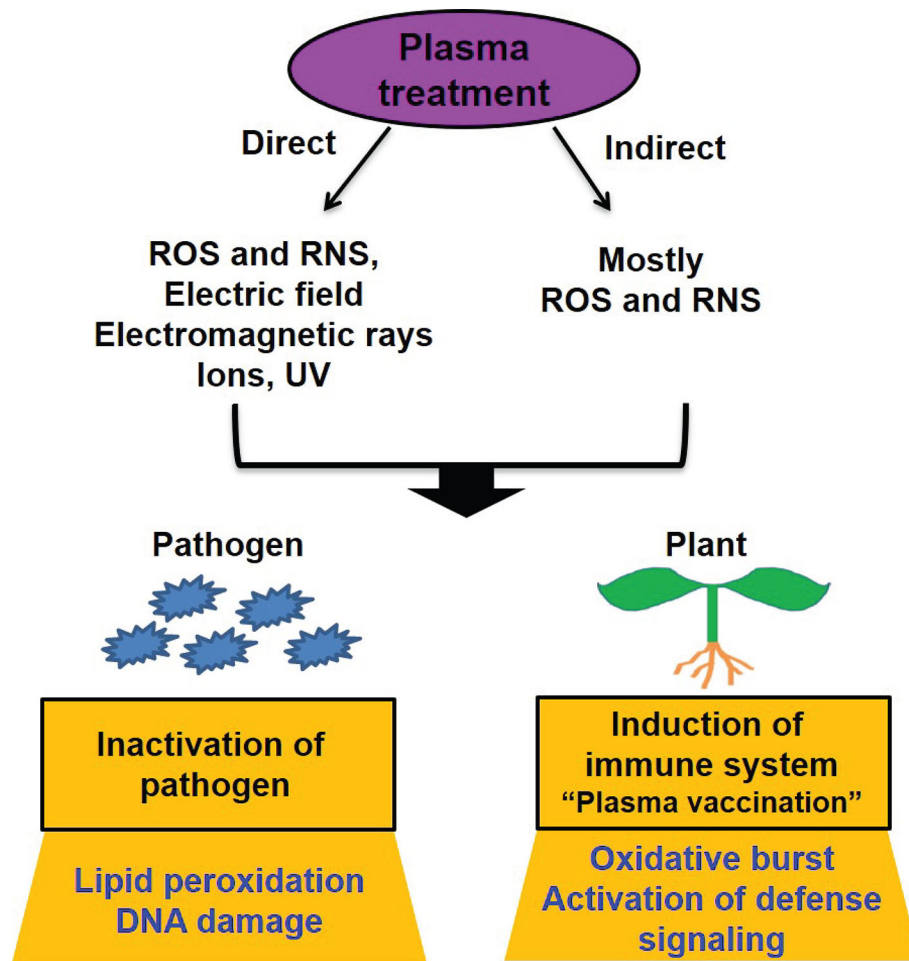 Plasma
treatment
Direct
Indirect
ROS and RNS,
Electric field
Electromagnetic rays
Ions, UV
Mostly
ROS and RNS
Pathogen
Plant
Inactivation of
pathogen
Induction of
immune system
“Plasma vaccination”
Lipid peroxidation
DNA damage
Oxidative burst
Activation of defense
signaling